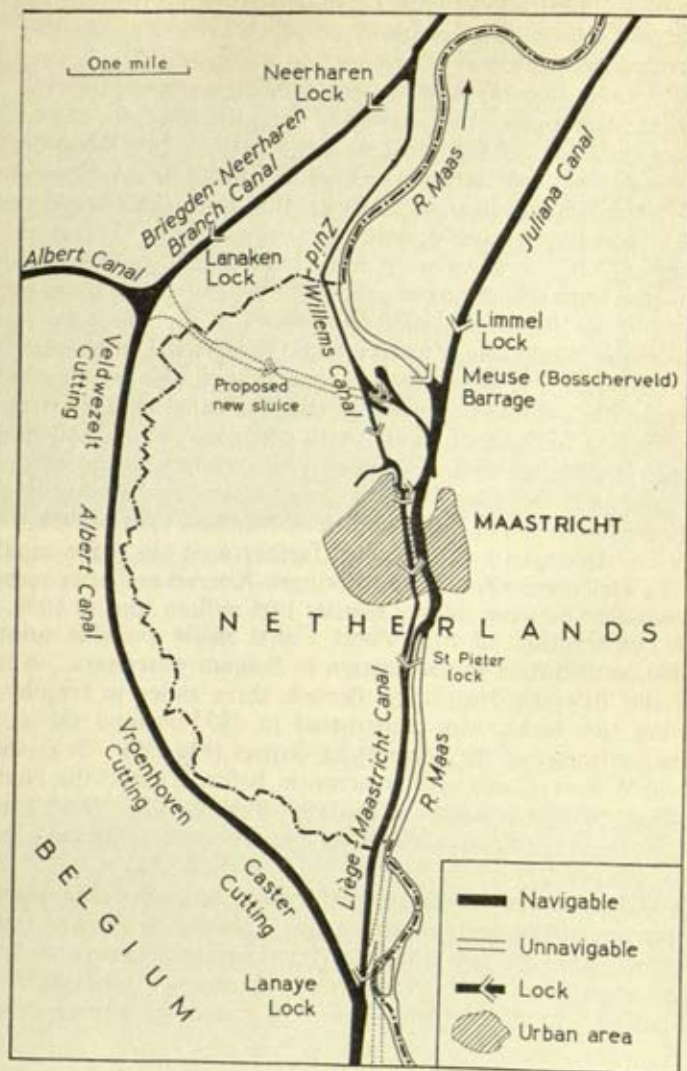 One mile
Neerharen
Lock
Briegden-Neerharen
Branch Canal
R. Maas
Juliana Canal
Albert Canal
Lanaken
Lock
Zuid
Willems Canal
Limmel
Lock
Veldwezelt
Cutting
Proposed
new sluice
Meuse (Bosscherveld)
Barrage
Albert Canal
MAASTRICHT
NETHERLANDS
St Pieter
lock
Vroenhoven
Cutting
Liège-Maastricht Canal
R. Maas
Caster
Cutting
BELGIUM
Lanaye
Lock
Navigable
Unnavigable
Lock
Urban area